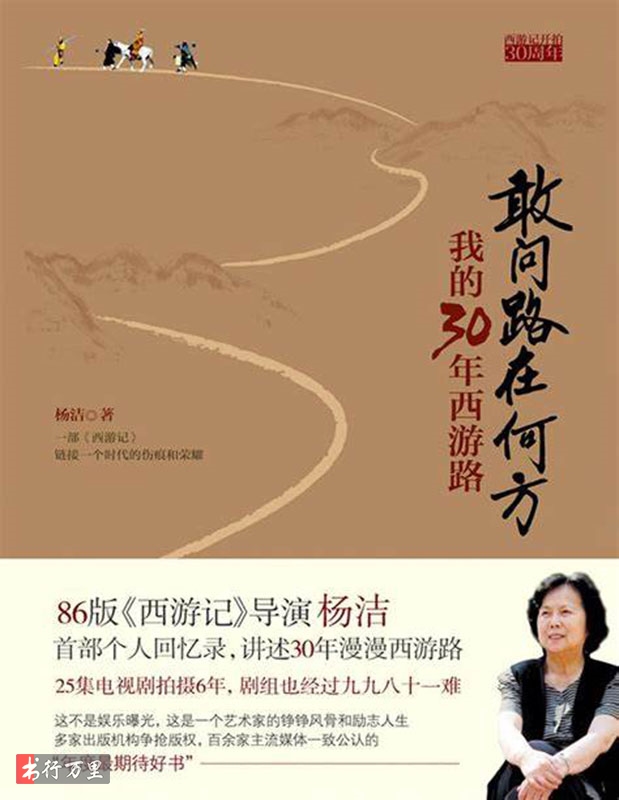 西游记开拍
30周年
敢问路在何方
我的30年西游路
杨洁◎著
一部《西游记》
链接一个时代的伤痕和荣耀
86版《西游记》导演 杨洁
首部个人回忆录，讲述30年漫漫西游路
25集电视剧拍摄6年，剧组也经过九九八十一难
这不是娱乐曝光，这是一个艺术家的铮铮风骨和励志人生
多家出版机构争抢版权，百余家主流媒体一致公认的
最期待好书”
书行万里